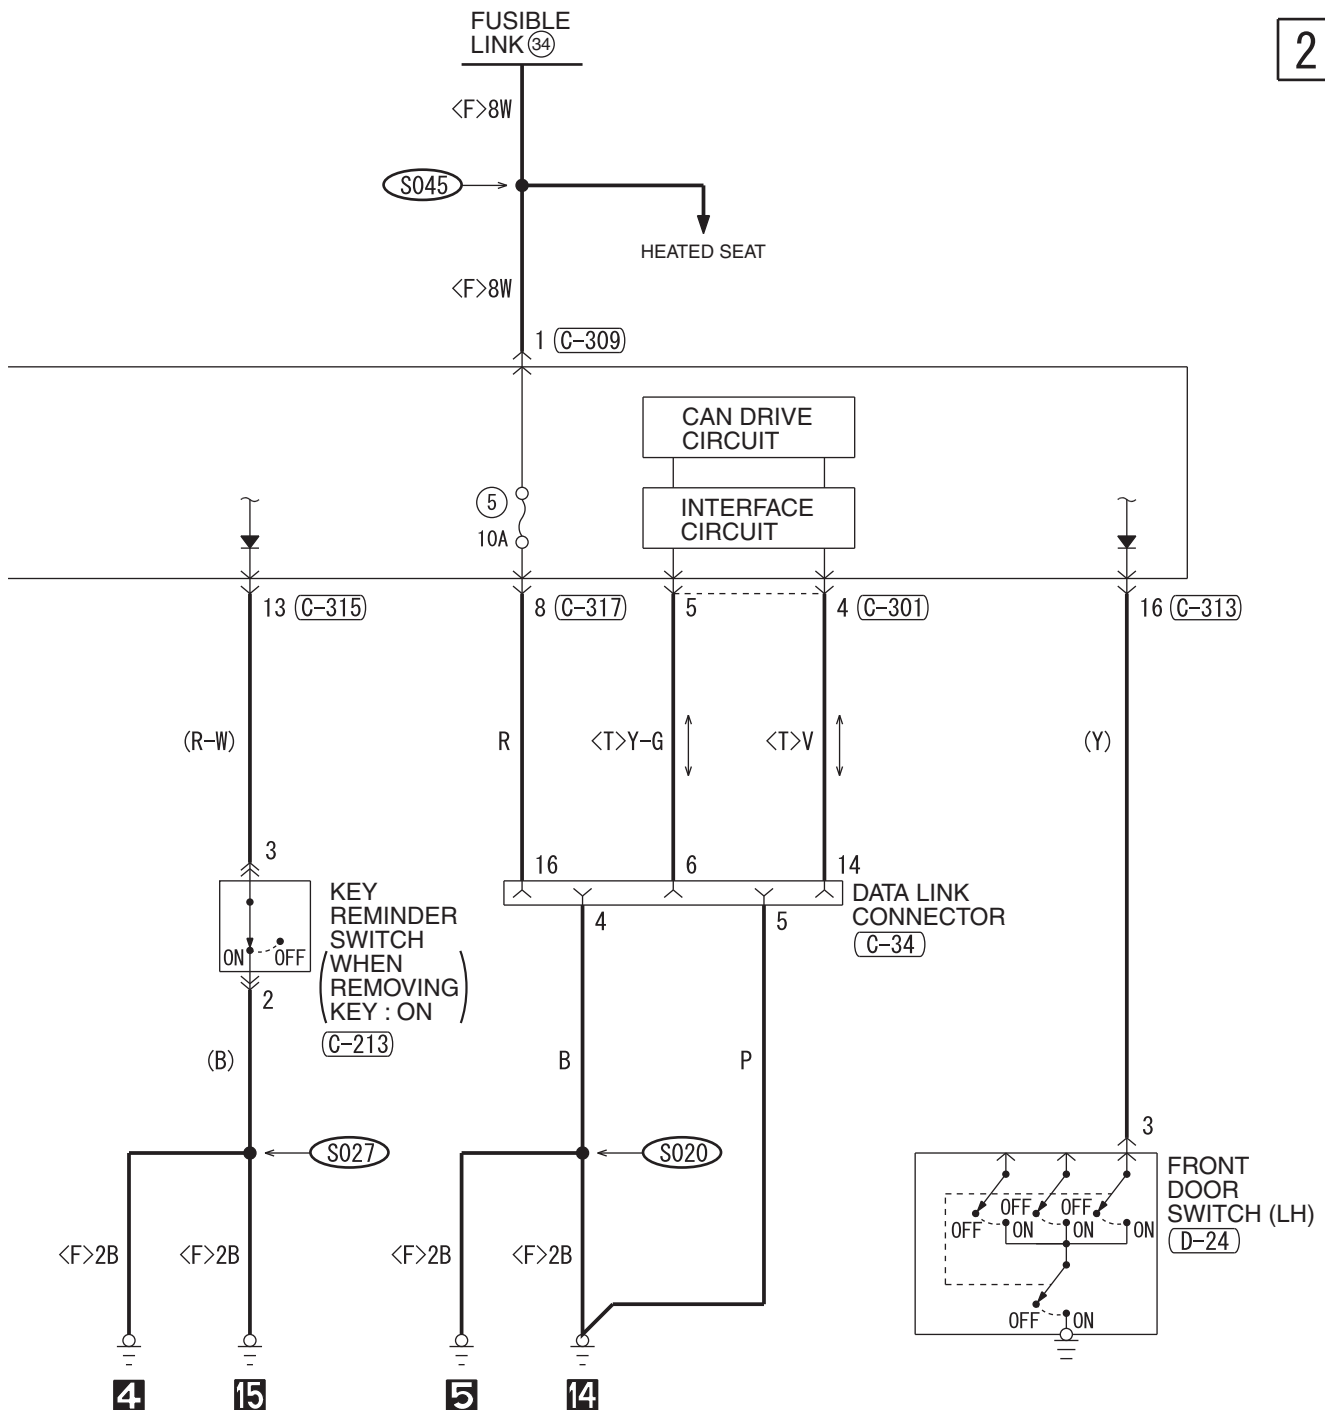 FUSIBLE
LINK 34
2
<F>8W
S045
HEATED SEAT
<F>8W
1 C-309
CAN DRIVE
CIRCUIT
5
10A
INTERFACE
CIRCUIT
13 C-315
8 C-317
5
4 C-301
16 C-313
(R-W)
R
<T>Y-G
<T>V
(Y)
3
16
6
14
KEY
REMINDER
SWITCH
(WHEN
REMOVING
KEY : ON)
C-213
ON OFF
2
4
5
DATA LINK
CONNECTOR
C-34
(B)
B
P
S027
S020
3
FRONT
DOOR
SWITCH (LH)
D-24
OFF OFF
OFF ON ON ON
OFF ON
<F>2B
<F>2B
<F>2B
<F>2B
4
15
5
14